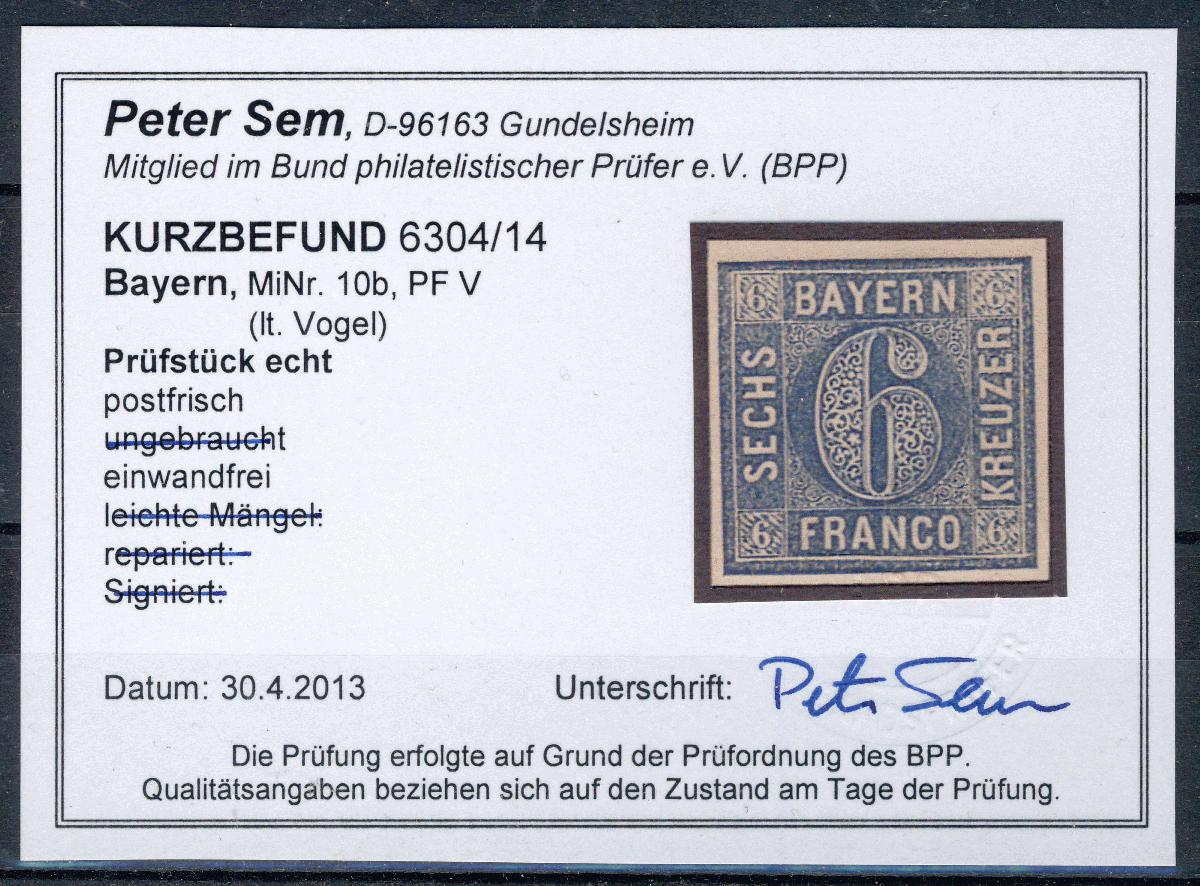 Peter Sem, D-96163 Gundelsheim
Mitglied im Bund philatelistischer Prüfer e.V. (BPP)
KURZBEFUND 6304/14
Bayern, MiNr. 10b, PF V
(lt. Vogel)
Prüfstück echt
postfrisch
ungebraucht
einwandfrei
leichte Mängel:
repariert:
Signiert:
6 BAYERN 6
SECHS
6
KREUZER
6 FRANCO 6
Datum: 30.4.2013
Unterschrift: Peter Sem
Die Prüfung erfolgte auf Grund der Prüfordnung des BPP.
Qualitätsangaben beziehen sich auf den Zustand am Tage der Prüfung.